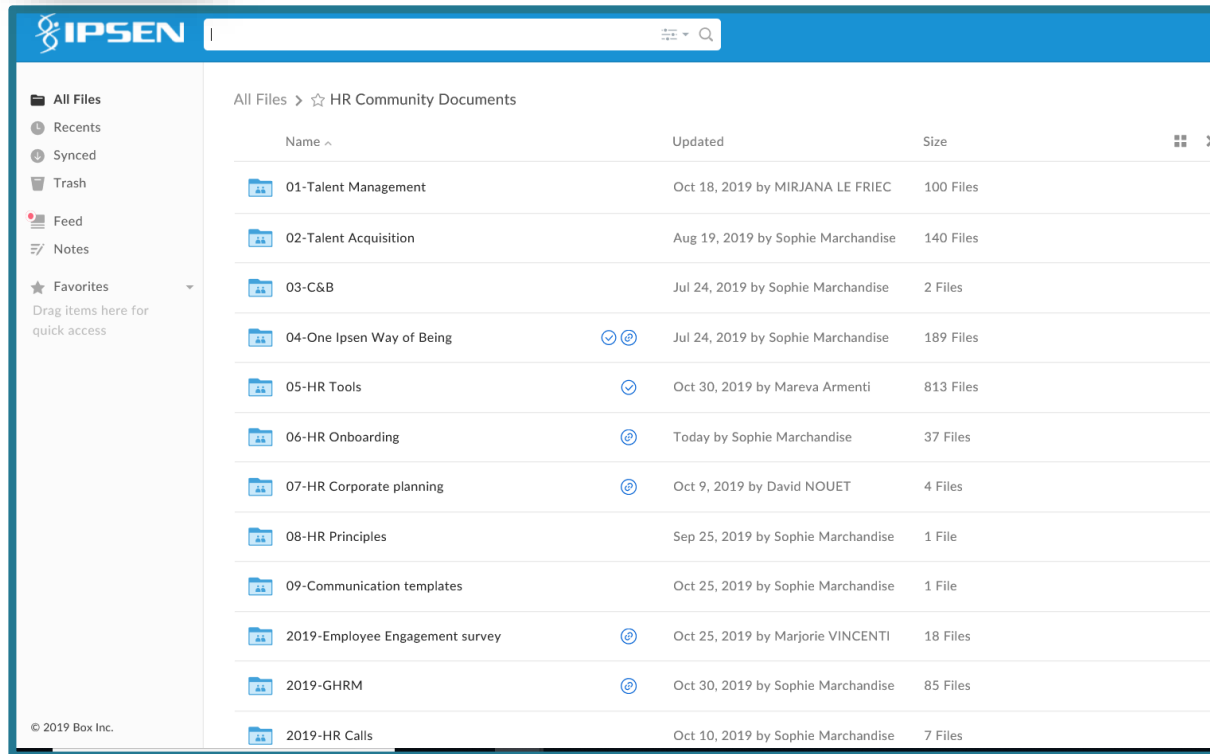 IPSEN
All Files
Recents
Synced
Trash
Feed
Notes
Favorites
Drag items here for
quick access
© 2019 Box Inc.
All Files > HR Community Documents
Name Updated Size
01-Talent Management Oct 18, 2019 by MIRJANA LE FRIEC 100 Files
02-Talent Acquisition Aug 19, 2019 by Sophie Marchandise 140 Files
03-C&B Jul 24, 2019 by Sophie Marchandise 2 Files
04-One Ipsen Way of Being Jul 24, 2019 by Sophie Marchandise 189 Files
05-HR Tools Oct 30, 2019 by Mareva Armenti 813 Files
06-HR Onboarding Today by Sophie Marchandise 37 Files
07-HR Corporate planning Oct 9, 2019 by David NOUET 4 Files
08-HR Principles Sep 25, 2019 by Sophie Marchandise 1 File
09-Communication templates Oct 25, 2019 by Sophie Marchandise 1 File
2019-Employee Engagement survey Oct 25, 2019 by Marjorie VINCENTI 18 Files
2019-GHRM Oct 30, 2019 by Sophie Marchandise 85 Files
2019-HR Calls Oct 10, 2019 by Sophie Marchandise 7 Files